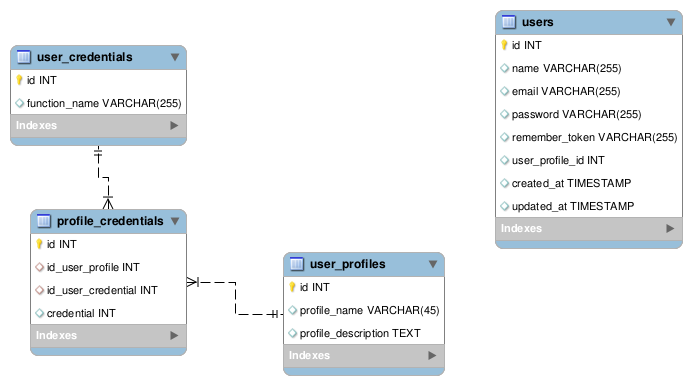 user_credentials
id INT
function_name VARCHAR(255)
Indexes
profile_credentials
id INT
id_user_profile INT
id_user_credential INT
credential INT
Indexes
user_profiles
id INT
profile_name VARCHAR(45)
profile_description TEXT
Indexes
users
id INT
name VARCHAR(255)
email VARCHAR(255)
password VARCHAR(255)
remember_token VARCHAR(255)
user_profile_id INT
created_at TIMESTAMP
updated_at TIMESTAMP
Indexes